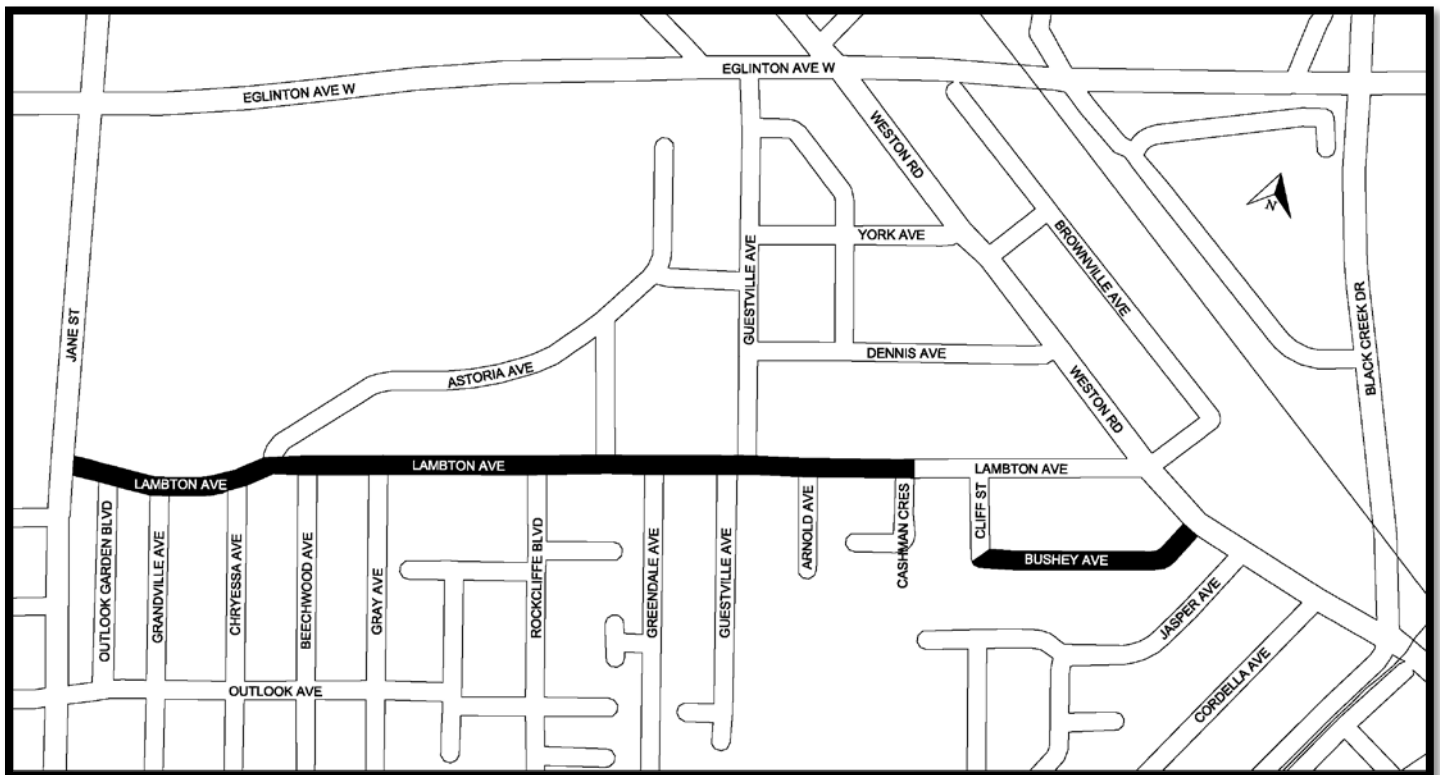 EGLINTON AVE W
EGLINTON AVE W
WESTON RD
N
YORK AVE
BROWNVILLE AVE
GUESTVILLE AVE
JANE ST
BLACK CREEK DR
DENNIS AVE
ASTORIA AVE
WESTON RD
LAMBTON AVE
LAMBTON AVE
LAMBTON AVE
OUTLOOK GARDEN BLVD
GRANDVILLE AVE
CHRYESSA AVE
BEECHWOOD AVE
GRAY AVE
ROCKCLIFFE BLVD
GREENDALE AVE
GUESTVILLE AVE
ARNOLD AVE
CASHMAN CRES
CLIFF ST
BUSHEY AVE
JASPER AVE
CORDELLA AVE
OUTLOOK AVE